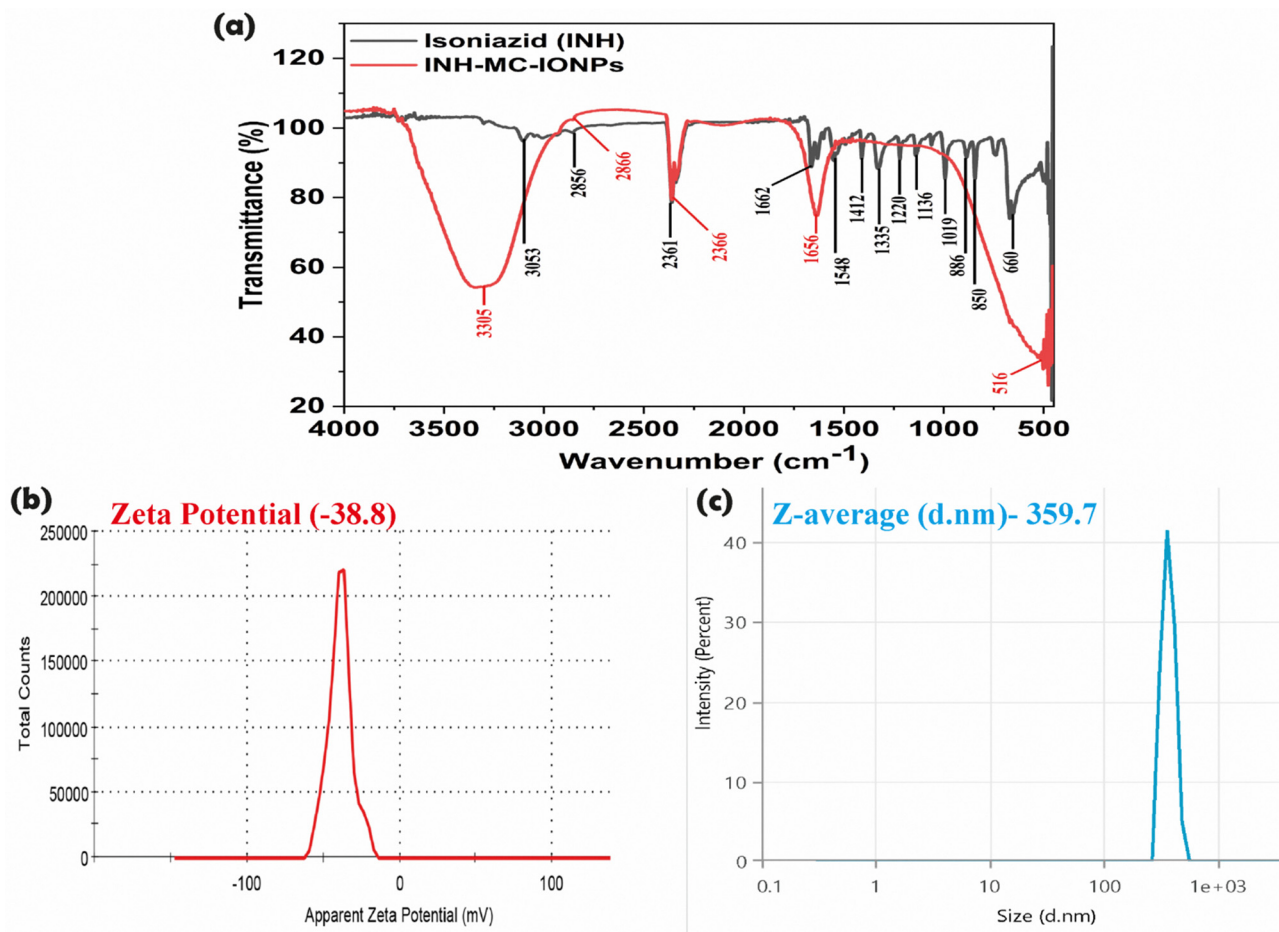 (a)
Isoniazid (INH)
INH-MC-IONPs
Transmittance (%)
120
100
80
60
40
20
3305
3053
2856
2866
2361
2366
1662
1656
1548
1412
1335
1220
1136
1019
886
850
660
516
4000 3500 3000 2500 2000 1500 1000 500
Wavenumber (cm-1)
(b)
Zeta Potential (-38.8)
Total Counts
250000
200000
150000
100000
50000
0
-100 0 100
Apparent Zeta Potential (mV)
(c)
Z-average (d.nm)- 359.7
Intensity (Percent)
40
30
20
10
0
0.1 1 10 100 1e+03
Size (d.nm)